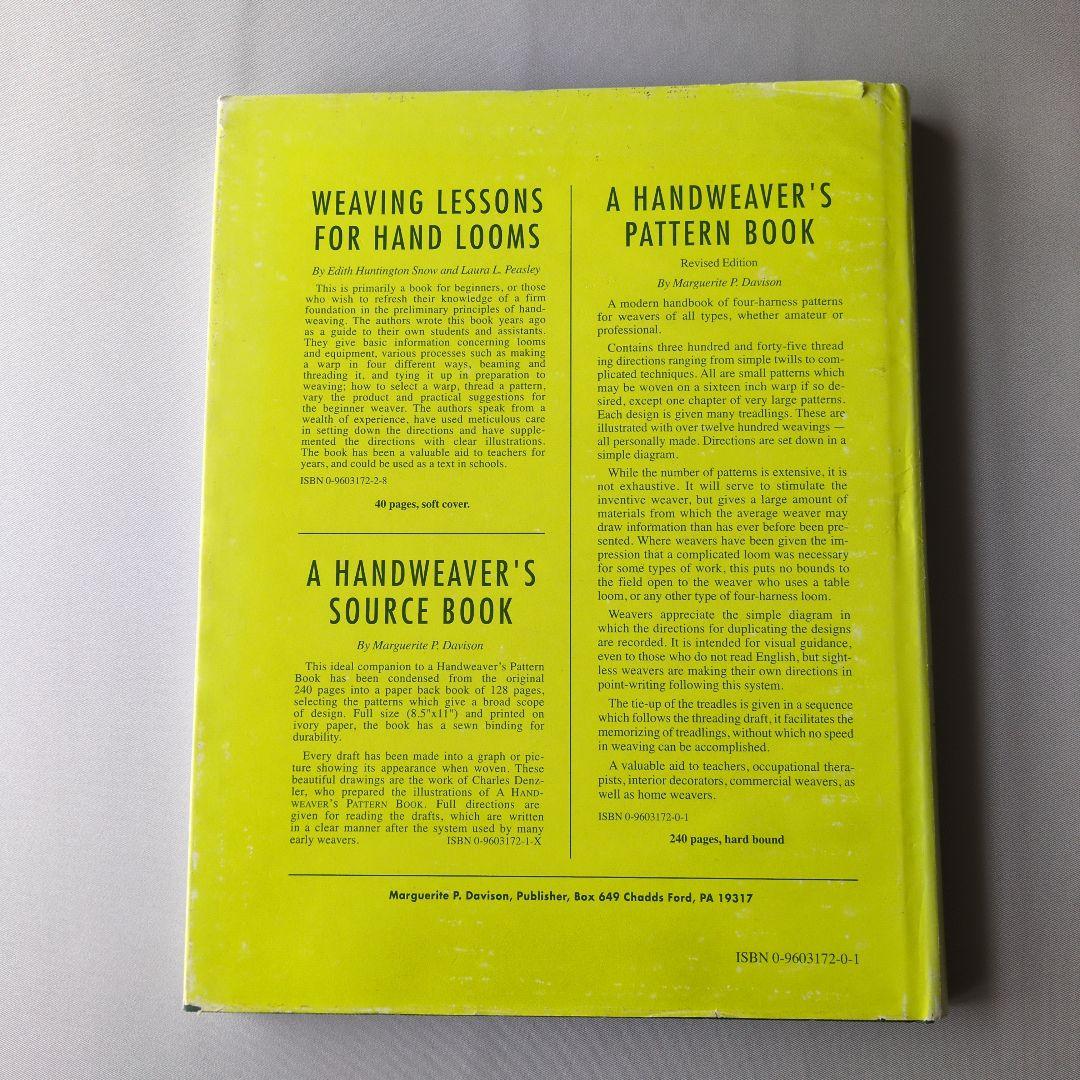 WEAVING LESSONS
FOR HAND LOOMS
By Edith Huntington Snow and Laura L. Peasley
This is primarily a book for beginners, or those
who wish to refresh their knowledge of a firm
foundation in the preliminary principles of hand-
weaving. The authors wrote this book years ago
as a guide to their own students and assistants.
They give basic information concerning looms
and equipment, various processes such as making
a warp in four different ways, beaming and
threading it, and tying it up in preparation to
weaving; how to select a warp, thread a pattern,
vary the product and practical suggestions for
the beginner weaver. The authors speak from a
wealth of experience, have used meticulous care
in setting down the directions and have supple-
mented the directions with clear illustrations.
The book has been a valuable aid to teachers for
years, and could be used as a text in schools.
ISBN 0-9603172-2-8
40 pages, soft cover.
A HANDWEAVER'S
SOURCE BOOK
By Marguerite P. Davison
This ideal companion to a Handweaver's Pattern
Book has been condensed from the original
240 pages into a paper back book of 128 pages,
selecting the patterns which give a broad scope
of design. Full size (8.5"x11") and printed on
ivory paper, the book has a sewn binding for
durability.
Every draft has been made into a graph or pic-
ture showing its appearance when woven. These
beautiful drawings are the work of Charles Denz-
ler, who prepared the illustrations of A HAND-
WEAVER'S PATTERN BOOK. Full directions are
given for reading the drafts, which are written
in a clear manner after the system used by many
early weavers. ISBN 0-9603172-1-X
A HANDWEAVER'S
PATTERN BOOK
Revised Edition
By Marguerite P. Davison
A modern handbook of four-harness patterns
for weavers of all types, whether amateur or
professional.
Contains three hundred and forty-five thread
ing directions ranging from simple twills to com-
plicated techniques. All are small patterns which
may be woven on a sixteen inch warp if so de-
sired, except one chapter of very large patterns.
Each design is given many treadlings. These are
illustrated with over twelve hundred weavings —
all personally made. Directions are set down in a
simple diagram.
While the number of patterns is extensive, it is
not exhaustive. It will serve to stimulate the
inventive weaver, but gives a large amount of
materials from which the average weaver may
draw information than has ever before been pre-
sented. Where weavers have been given the im-
pression that a complicated loom was necessary
for some types of work, this puts no bounds to
the field open to the weaver who uses a table
loom, or any other type of four-harness loom.
Weavers appreciate the simple diagram in
which the directions for duplicating the designs
are recorded. It is intended for visual guidance,
even to those who do not read English, but sight-
less weavers are making their own directions in
point-writing following this system.
The tie-up of the treadles is given in a sequence
which follows the threading draft, it facilitates the
memorizing of treadlings, without which no speed
in weaving can be accomplished.
A valuable aid to teachers, occupational thera-
pists, interior decorators, commercial weavers, as
well as home weavers.
ISBN 0-9603172-0-1
240 pages, hard bound
Marguerite P. Davison, Publisher, Box 649 Chadds Ford, PA 19317
ISBN 0-9603172-0-1